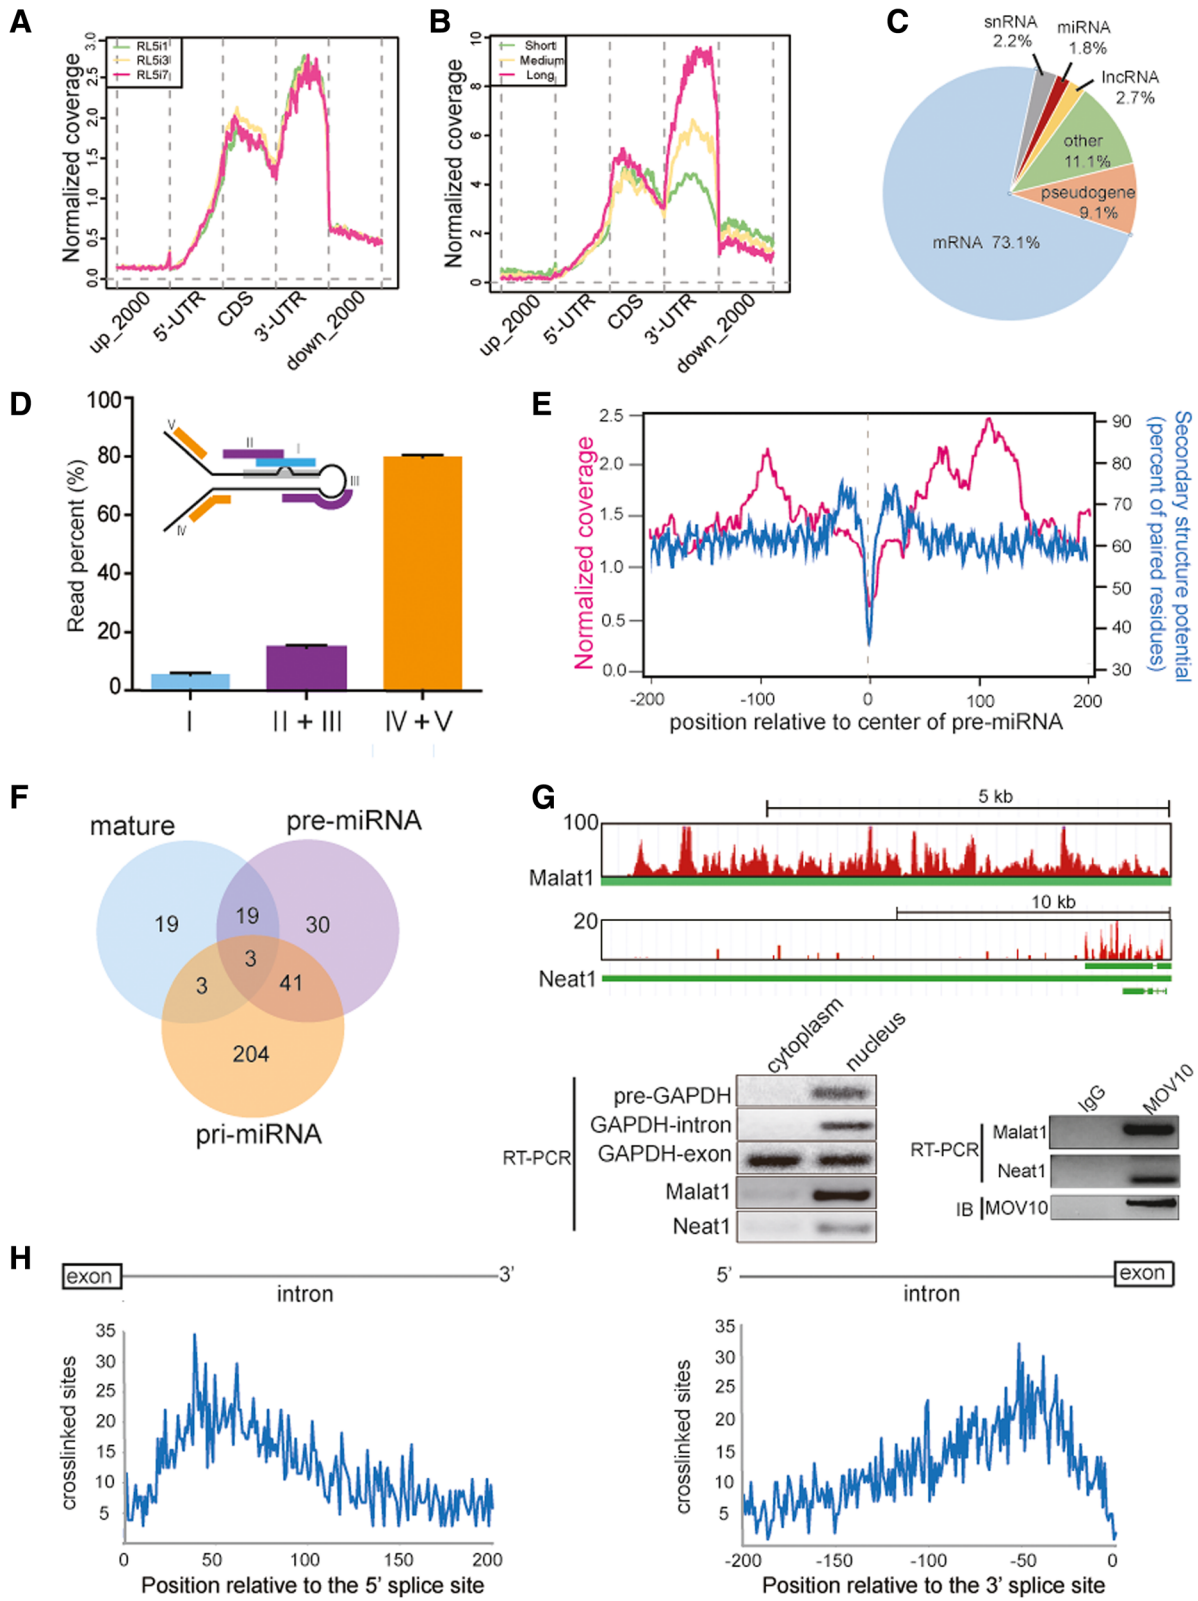 A
RL5i1
RL5i3
RL5i7
Normalized coverage
3.0
2.5
2.0
1.5
1.0
0.5
0.0
up_2000
5'-UTR
CDS
3'-UTR
down_2000
B
Short
Medium
Long
Normalized coverage
10
8
6
4
2
0
up_2000
5'-UTR
CDS
3'-UTR
down_2000
C
snRNA
2.2%
miRNA
1.8%
lncRNA
2.7%
other
11.1%
pseudogene
9.1%
mRNA 73.1%
D
Read percent (%)
100
80
60
40
20
0
V
II
I
III
IV
I
II + III
IV + V
E
Normalized coverage
2.5
2.0
1.5
1.0
0.5
0.0
90
80
70
60
50
40
30
Secondary structure potential
(percent of paired residues)
-200
-100
0
100
200
position relative to center of pre-miRNA
F
mature
pre-miRNA
19
19
30
3
3
41
204
pri-miRNA
G
5 kb
100
Malat1
10 kb
20
Neat1
cytoplasm
nucleus
RT-PCR
pre-GAPDH
GAPDH-intron
GAPDH-exon
Malat1
Neat1
IgG
MOV10
RT-PCR
Malat1
Neat1
IB
MOV10
H
exon
3’
intron
crosslinked sites
35
30
25
20
15
10
5
0
50
100
150
200
Position relative to the 5’ splice site
5’
exon
intron
crosslinked sites
35
30
25
20
15
10
5
-200
-150
-100
-50
0
Position relative to the 3’ splice site